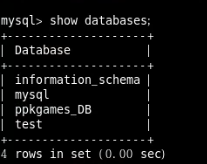 mysql> show databases;
+--------------------+
| Database           |
+--------------------+
| information_schema |
| mysql              |
| ppkgames_DB        |
| test               |
+--------------------+
4 rows in set (0.00 sec)